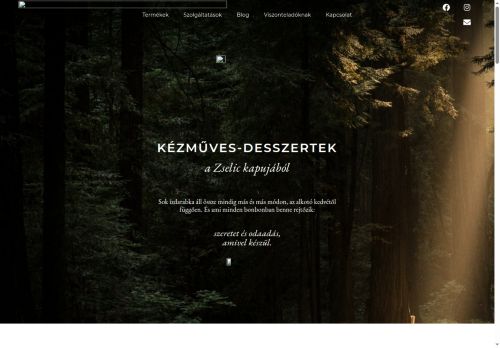 Termékek Szolgáltatások Blog Viszonteladóknak Kapcsolat
KÉZMŰVES-DESSZERTEK
a Zselic kapujából
Sok ízdarabka áll össze mindig más és más módon, az alkotó kedvétől
függően. És ami minden bonbonban benne rejtőzik:
szeretet és odaadás,
amivel készül.